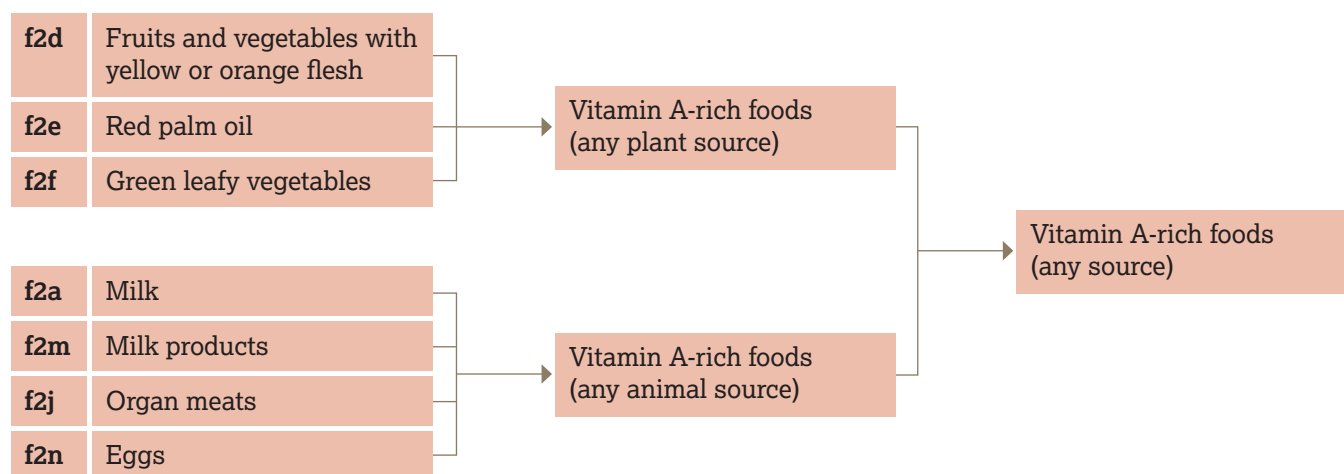 f2d Fruits and vegetables with
yellow or orange flesh
f2e Red palm oil
f2f Green leafy vegetables
Vitamin A-rich foods
(any plant source)
f2a Milk
f2m Milk products
f2j Organ meats
f2n Eggs
Vitamin A-rich foods
(any animal source)
Vitamin A-rich foods
(any source)